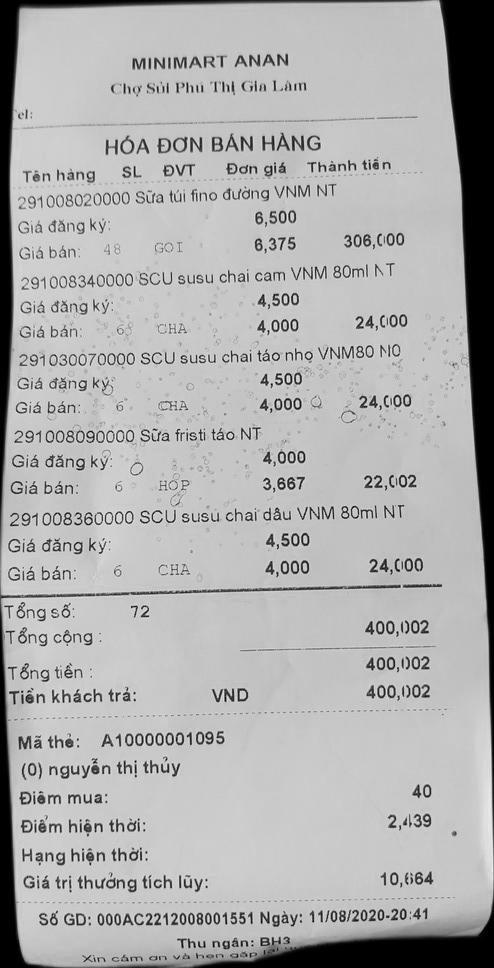 MINIMART ANAN
Chợ Sủi Phú Thị Gia Lâm
Tel:
HÓA ĐƠN BÁN HÀNG
Tên hàng SL ĐVT Đơn giá Thành tiền
291008020000 Sữa túi fino đường VNM NT
Giá đăng ký: 6,500
Giá bán: 48 GOI 6,375 306,000
291008340000 SCU susu chai cam VNM 80ml NT
Giá đăng ký: 4,500
Giá bán: 6 CHA 4,000 24,000
291030070000 SCU susu chai táo nho VNM80 N0
Giá đăng ký: 4,500
Giá bán: 6 CHA 4,000 24,000
291008090000 Sữa fristi táo NT
Giá đăng ký: 4,000
Giá bán: 6 HOP 3,667 22,002
291008360000 SCU susu chai dâu VNM 80ml NT
Giá đăng ký: 4,500
Giá bán: 6 CHA 4,000 24,000
Tổng số: 72
Tổng cộng : 400,002
Tổng tiền : 400,002
Tiền khách trả: VND 400,002
Mã thẻ: A10000001095
(0) nguyễn thị thủy
Điểm mua: 40
Điểm hiện thời: 2,439
Hạng hiện thời:
Giá trị thưởng tích lũy: 10,664
Số GD: 000AC2212008001551 Ngày: 11/08/2020-20:41
Thu ngân: BH3
Xin cảm ơn và hẹn gặp lại